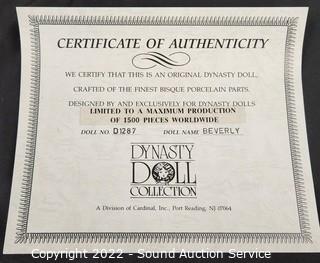 CERTIFICATE OF AUTHENTICITY
WE CERTIFY THAT THIS IS AN ORIGINAL DYNASTY DOLL,
CRAFTED OF THE FINEST BISQUE PORCELAIN PARTS.
DESIGNED BY AND EXCLUSIVELY FOR DYNASTY DOLLS
LIMITED TO A MAXIMUM PRODUCTION
OF 1500 PIECES WORLDWIDE
DOLL NO. D1287 DOLL NAME BEVERLY
DYNASTY
DOLL
COLLECTION
A Division of Cardinal, Inc., Port Reading, NJ 07064
Copyright 2022 - Sound Auction Service